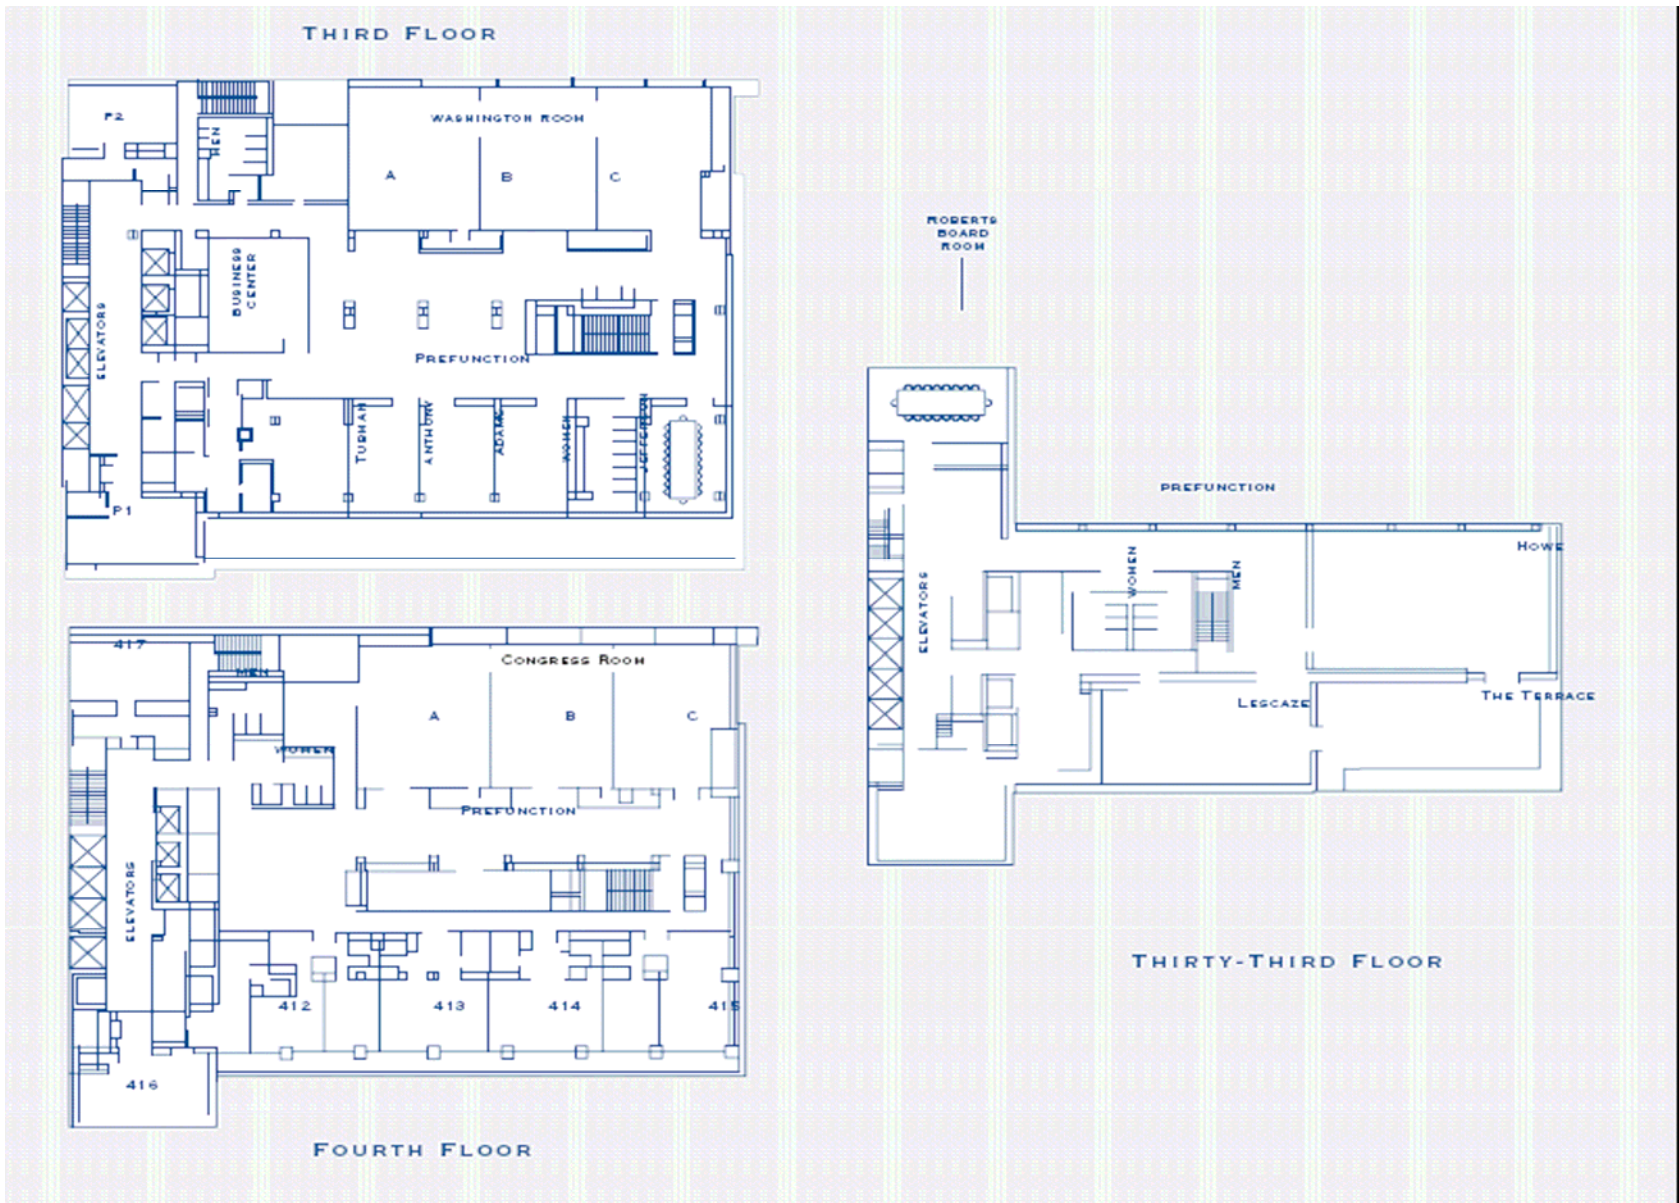 THIRD FLOOR
P2
MEN
WASHINGTON ROOM
A
B
C
BUSINESS
CENTER
ELEVATORS
PREFUNCTION
TUBMAN
ANTHONY
ADAMS
WOMEN
JEFFERSON
P1
417
MEN
CONGRESS ROOM
A
B
C
WOMEN
PREFUNCTION
ELEVATORS
412
413
414
415
416
FOURTH FLOOR
ROBERTS
BOARD
ROOM
PREFUNCTION
HOWE
WOMEN
MEN
ELEVATORS
LESCAZE
THE TERRACE
THIRTY-THIRD FLOOR